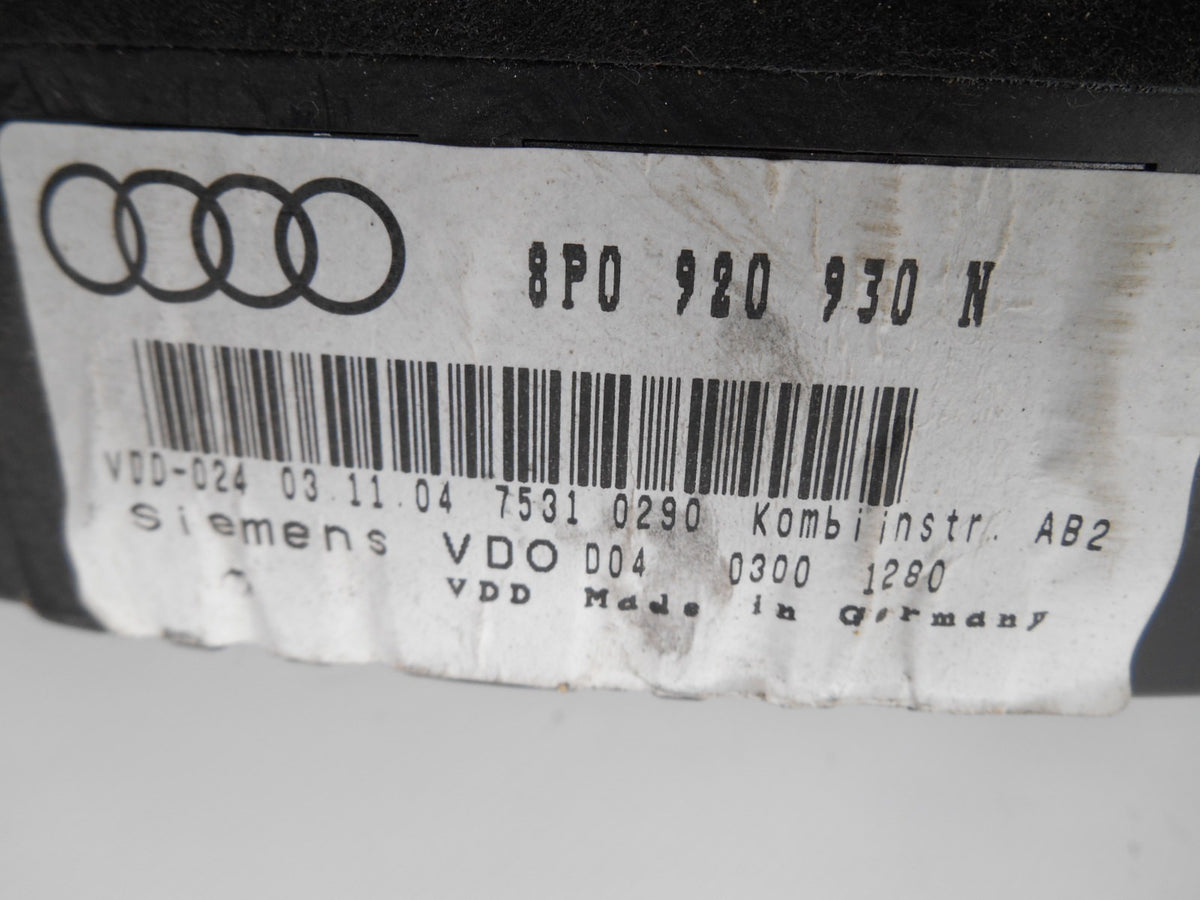 8P0 920 930 N
VDD-024 03.11.04 7531 0290 Kombiinstr. AB2
Siemens VDO D04 0300 1280
VDD Made in Germany